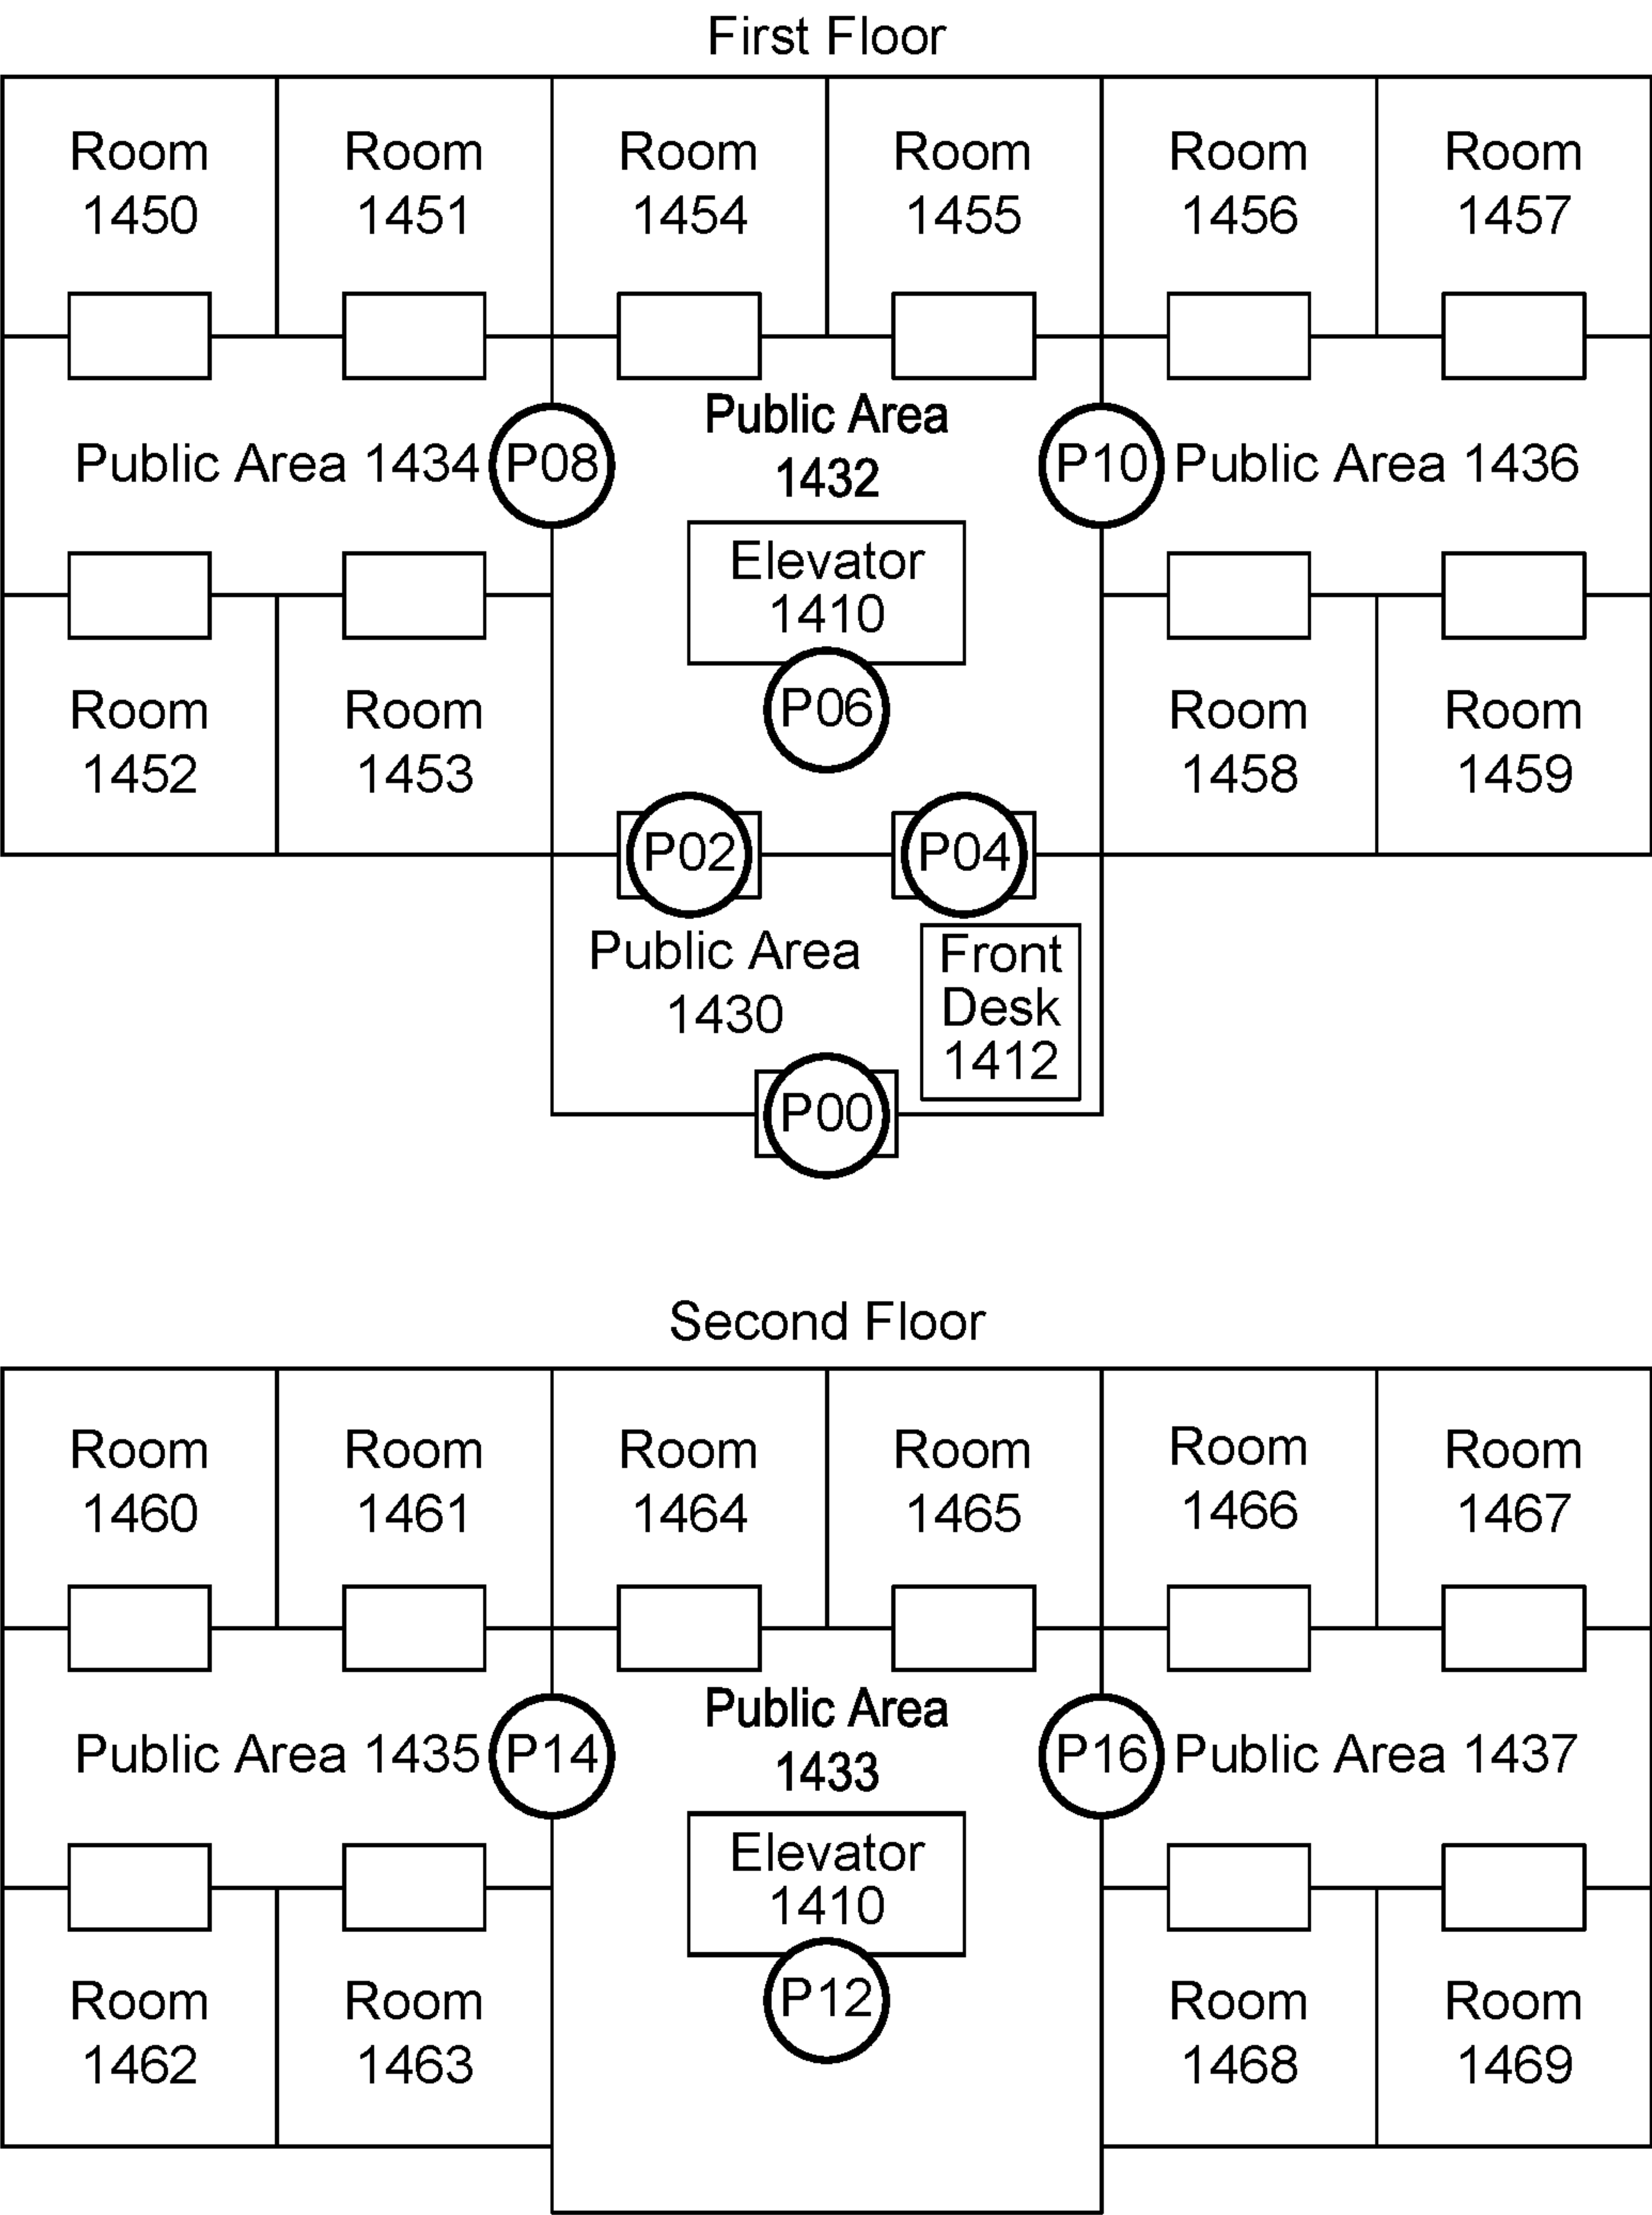 First Floor
Room
1450
Room
1451
Room
1454
Room
1455
Room
1456
Room
1457
Public Area 1434
P08
Public Area
1432
P10
Public Area 1436
Elevator
1410
P06
Room
1452
Room
1453
Room
1458
Room
1459
P02
P04
Public Area
1430
Front
Desk
1412
P00
Second Floor
Room
1460
Room
1461
Room
1464
Room
1465
Room
1466
Room
1467
Public Area 1435
P14
Public Area
1433
P16
Public Area 1437
Elevator
1410
P12
Room
1462
Room
1463
Room
1468
Room
1469